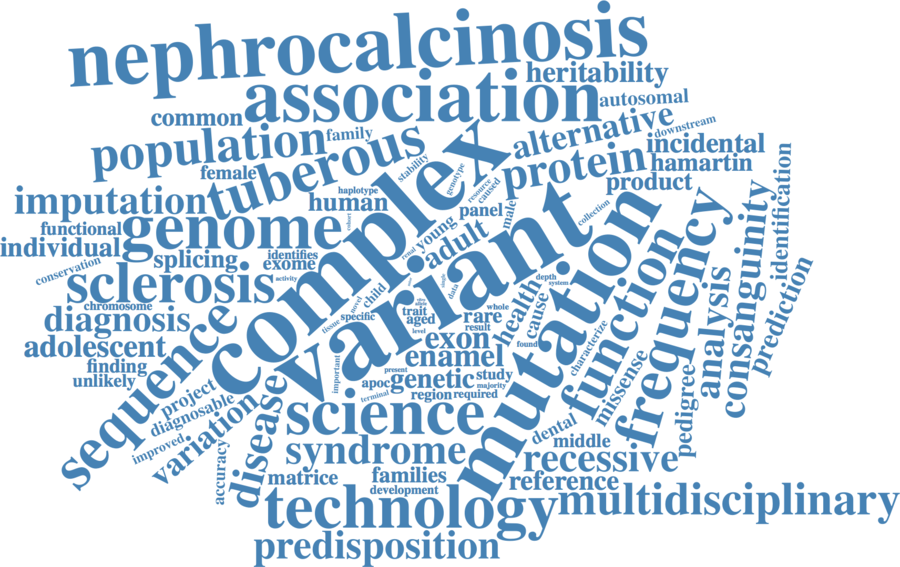 nephrocalcinosis
association
heritability
common
autosomal
population
family
tuberous
alternative
downstream
female
stability
complex
protein
incidental
hamartin
imputation
haplotype
human
genotype
resource
caused
product
genome
functional
individual
splicing
identifies
exome
activity
cohort
renal
young
adult
panel
male
variant
collection
identification
consanguinity
conservation
sclerosis
chromosome
diagnosis
adolescent
finding
unlikely
sequence
project
diagnosable
improved
variation
accuracy
disease
tissue
novel
specific
child
trait
aged
level
single
data
depth
system
whole
rare
result
health
cause
found
mutation
function
frequency
analysis
prediction
characterize
missense
pedigree
exon
enamel
present
important
apoc
genetic
study
majority
region
required
terminal
science
syndrome
dental
middle
recessive
reference
matrice
families
development
technology
multidisciplinary
predisposition